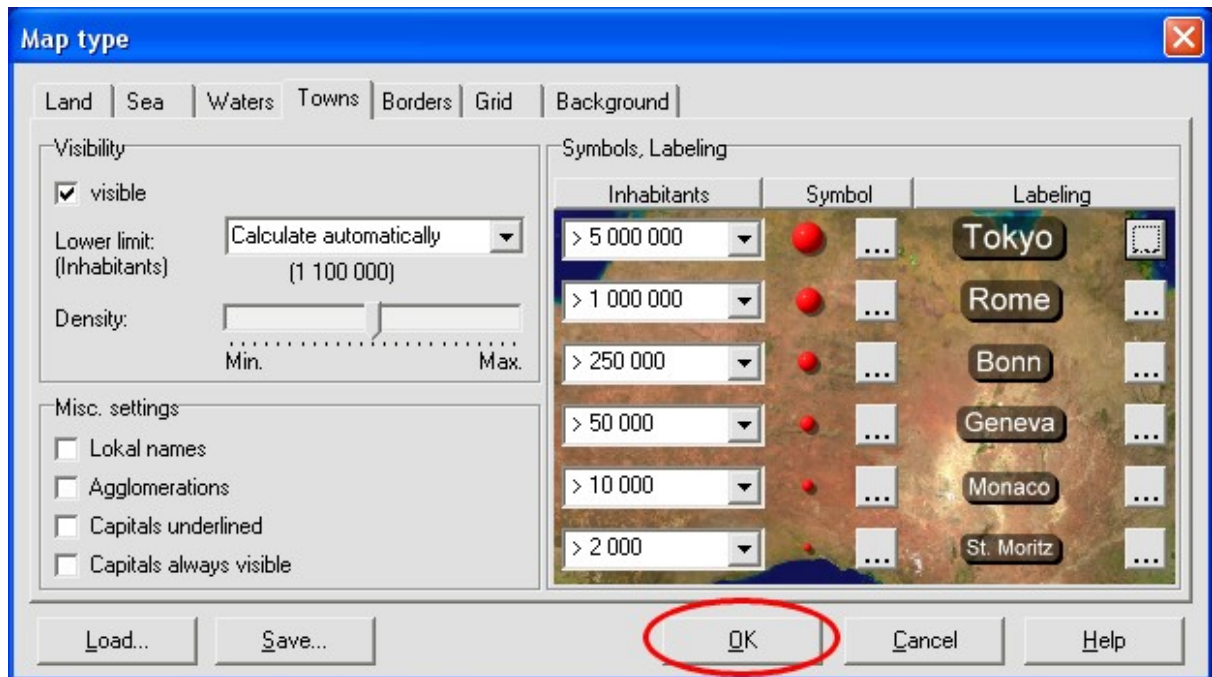 Map type
Land Sea Waters Towns Borders Grid Background
Visibility
visible
Lower limit:
(Inhabitants)
Calculate automatically
(1 100 000)
Density:
Min. Max.
Misc. settings
Lokal names
Agglomerations
Capitals underlined
Capitals always visible
Symbols, Labeling
Inhabitants Symbol Labeling
> 5 000 000 ... Tokyo ...
> 1 000 000 ... Rome ...
> 250 000 ... Bonn ...
> 50 000 ... Geneva ...
> 10 000 ... Monaco ...
> 2 000 ... St. Moritz ...
Load... Save... OK Cancel Help